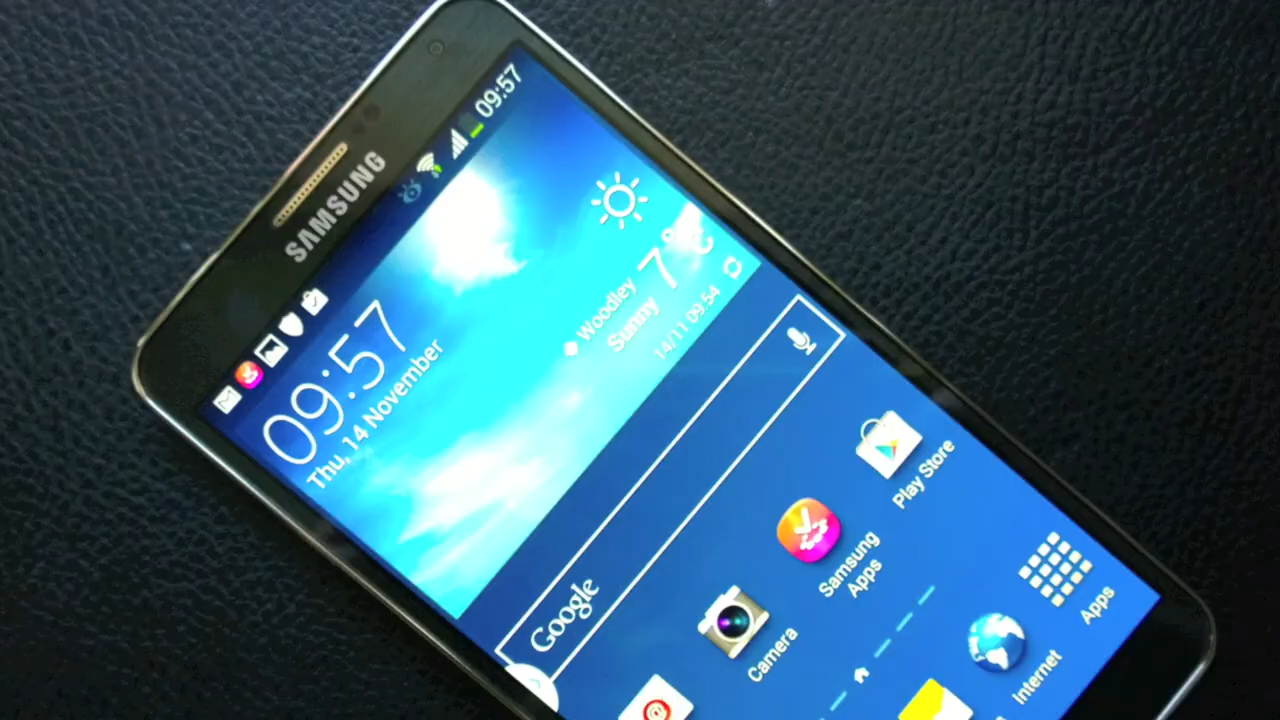 SAMSUNG
09:57
09:57
Thu, 14 November
Woodley
Sunny
7°C
14/11 09:54
Google
Play Store
Samsung
Apps
Camera
Apps
Internet